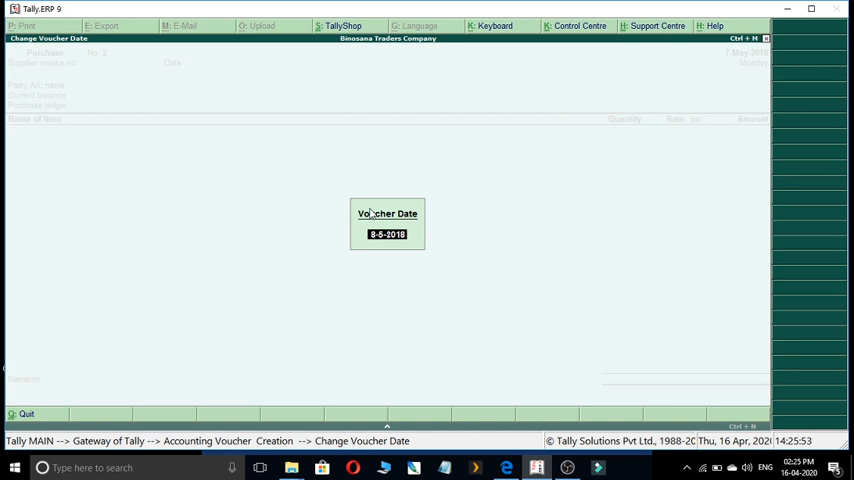 Tally.ERP 9
P: Print E: Export M: E-Mail O: Upload S: TallyShop G: Language K: Keyboard K: Control Centre H: Support Centre H: Help
Change Voucher Date Binosana Traders Company Ctrl + M
Purchase No. 2 7-May-2018
Supplier invoice no.: Date Monday
Party A/c name
Current balance
Purchase ledger
Name of Item Quantity Rate per Amount
Voucher Date
8-5-2018
Narration:
Q: Quit
Ctrl + N
Tally MAIN --> Gateway of Tally --> Accounting Voucher Creation --> Change Voucher Date © Tally Solutions Pvt Ltd., 1988-20 Thu, 16 Apr, 202 14:25:53
Type here to search ENG 02:25 PM
16-04-2020
5